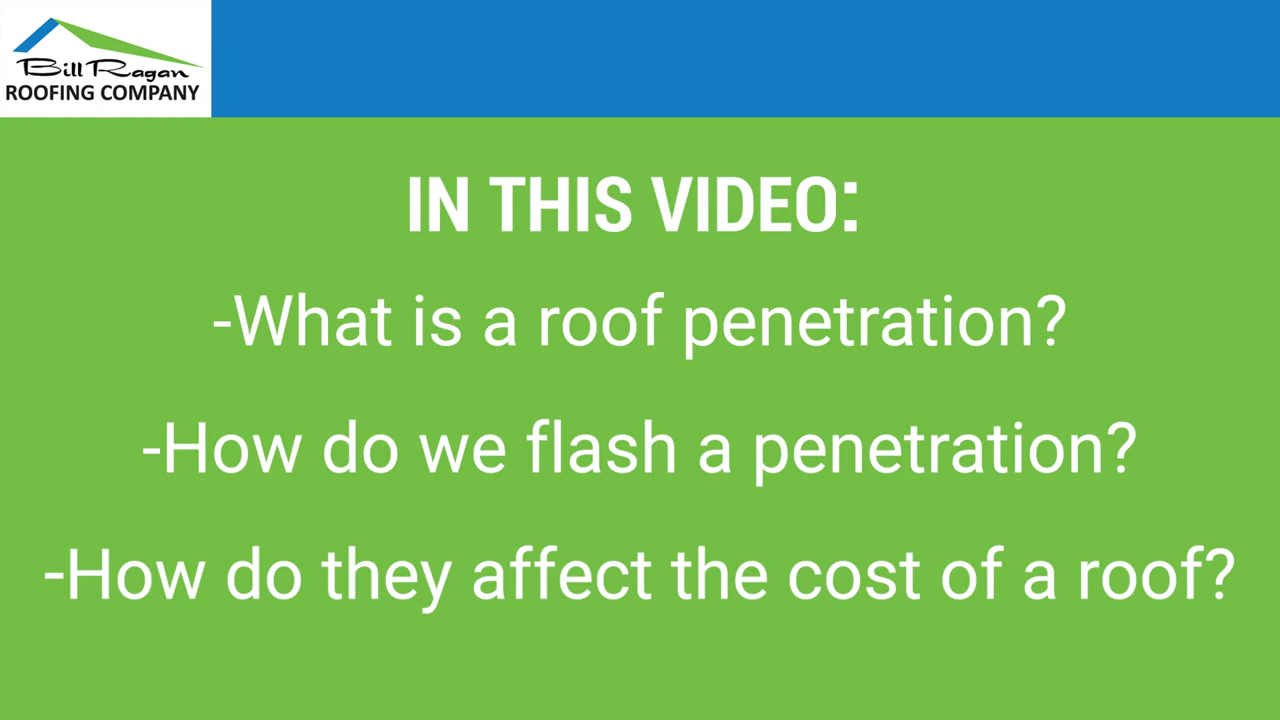 Bill Ragan
ROOFING COMPANY
IN THIS VIDEO:
-What is a roof penetration?
-How do we flash a penetration?
-How do they affect the cost of a roof?